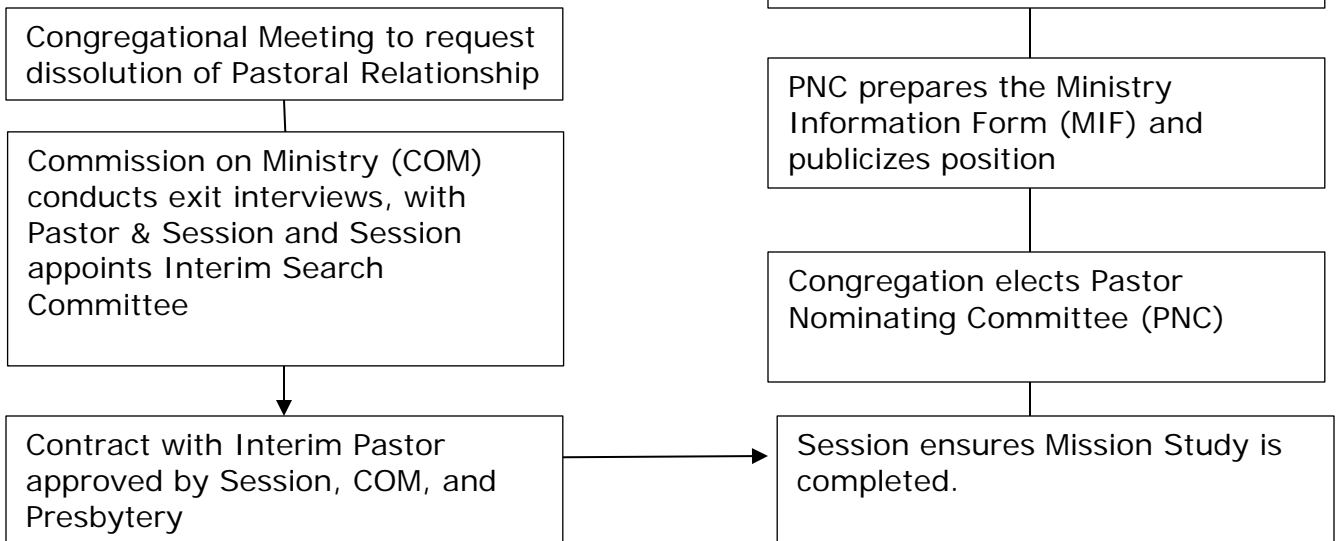 Congregational Meeting to request
dissolution of Pastoral Relationship
Commission on Ministry (COM)
conducts exit interviews, with
Pastor & Session and Session
appoints Interim Search
Committee
Contract with Interim Pastor
approved by Session, COM, and
Presbytery
Session ensures Mission Study is
completed.
Congregation elects Pastor
Nominating Committee (PNC)
PNC prepares the Ministry
Information Form (MIF) and
publicizes position